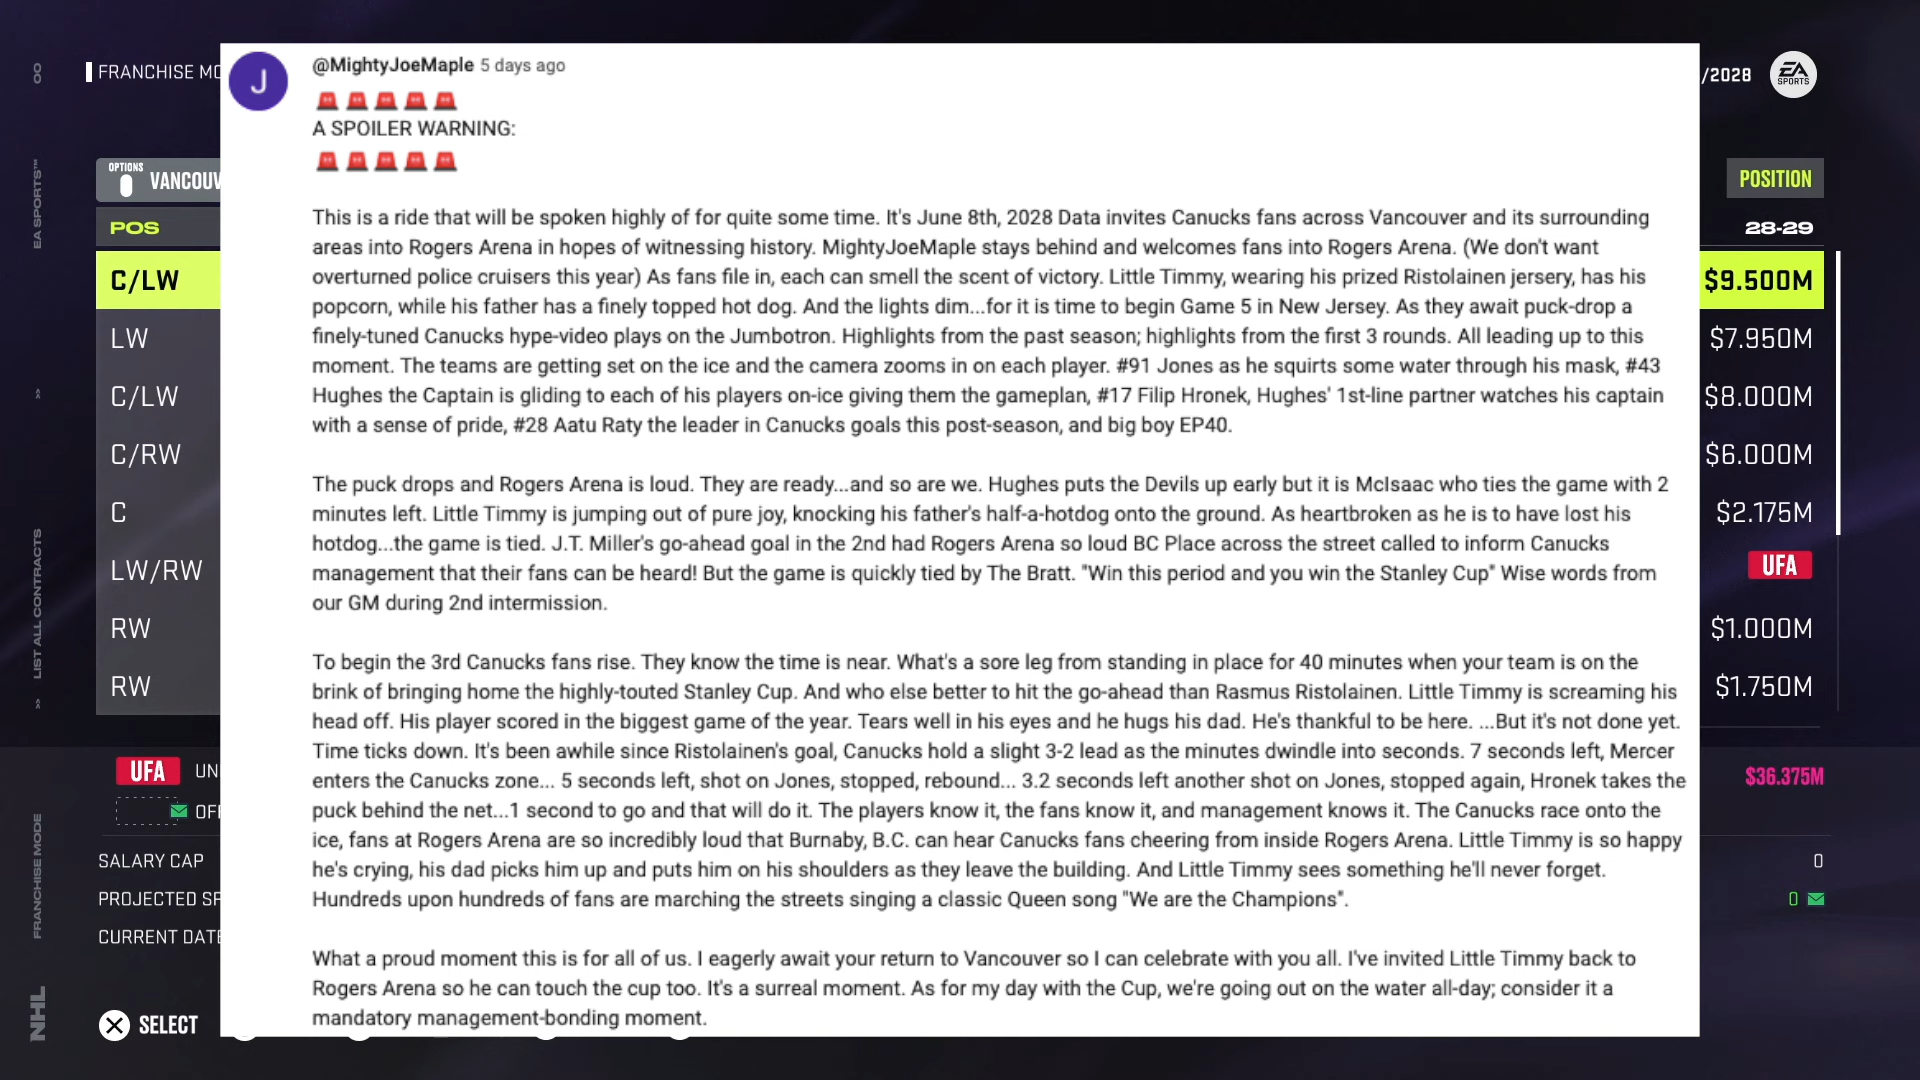 FRANCHISE MO
/2028
EA SPORTS
EA SPORTS™
LIST ALL CONTRACTS
FRANCHISE MODE
NHL
OPTIONS
VANCOUV
POSITION
POS
28-29
C/LW
$9.500M
LW
$7.950M
C/LW
$8.000M
C/RW
$6.000M
C
$2.175M
LW/RW
UFA
RW
$1.000M
RW
$1.750M
UFA
UN
$36.375M
OFF
SALARY CAP
0
PROJECTED SP
0
CURRENT DATE
SELECT
J
@MightyJoeMaple 5 days ago
🚨🚨🚨🚨🚨
A SPOILER WARNING:
🚨🚨🚨🚨🚨
This is a ride that will be spoken highly of for quite some time. It's June 8th, 2028 Data invites Canucks fans across Vancouver and its surrounding
areas into Rogers Arena in hopes of witnessing history. MightyJoeMaple stays behind and welcomes fans into Rogers Arena. (We don't want
overturned police cruisers this year) As fans file in, each can smell the scent of victory. Little Timmy, wearing his prized Ristolainen jersery, has his
popcorn, while his father has a finely topped hot dog. And the lights dim...for it is time to begin Game 5 in New Jersey. As they await puck-drop a
finely-tuned Canucks hype-video plays on the Jumbotron. Highlights from the past season; highlights from the first 3 rounds. All leading up to this
moment. The teams are getting set on the ice and the camera zooms in on each player. #91 Jones as he squirts some water through his mask, #43
Hughes the Captain is gliding to each of his players on-ice giving them the gameplan, #17 Filip Hronek, Hughes' 1st-line partner watches his captain
with a sense of pride, #28 Aatu Raty the leader in Canucks goals this post-season, and big boy EP40.
The puck drops and Rogers Arena is loud. They are ready...and so are we. Hughes puts the Devils up early but it is McIsaac who ties the game with 2
minutes left. Little Timmy is jumping out of pure joy, knocking his father's half-a-hotdog onto the ground. As heartbroken as he is to have lost his
hotdog...the game is tied. J.T. Miller's go-ahead goal in the 2nd had Rogers Arena so loud BC Place across the street called to inform Canucks
management that their fans can be heard! But the game is quickly tied by The Bratt. "Win this period and you win the Stanley Cup" Wise words from
our GM during 2nd intermission.
To begin the 3rd Canucks fans rise. They know the time is near. What's a sore leg from standing in place for 40 minutes when your team is on the
brink of bringing home the highly-touted Stanley Cup. And who else better to hit the go-ahead than Rasmus Ristolainen. Little Timmy is screaming his
head off. His player scored in the biggest game of the year. Tears well in his eyes and he hugs his dad. He's thankful to be here. ...But it's not done yet.
Time ticks down. It's been awhile since Ristolainen's goal, Canucks hold a slight 3-2 lead as the minutes dwindle into seconds. 7 seconds left, Mercer
enters the Canucks zone... 5 seconds left, shot on Jones, stopped, rebound... 3.2 seconds left another shot on Jones, stopped again, Hronek takes the
puck behind the net...1 second to go and that will do it. The players know it, the fans know it, and management knows it. The Canucks race onto the
ice, fans at Rogers Arena are so incredibly loud that Burnaby, B.C. can hear Canucks fans cheering from inside Rogers Arena. Little Timmy is so happy
he's crying, his dad picks him up and puts him on his shoulders as they leave the building. And Little Timmy sees something he'll never forget.
Hundreds upon hundreds of fans are marching the streets singing a classic Queen song "We are the Champions".
What a proud moment this is for all of us. I eagerly await your return to Vancouver so I can celebrate with you all. I've invited Little Timmy back to
Rogers Arena so he can touch the cup too. It's a surreal moment. As for my day with the Cup, we're going out on the water all-day; consider it a
mandatory management-bonding moment.